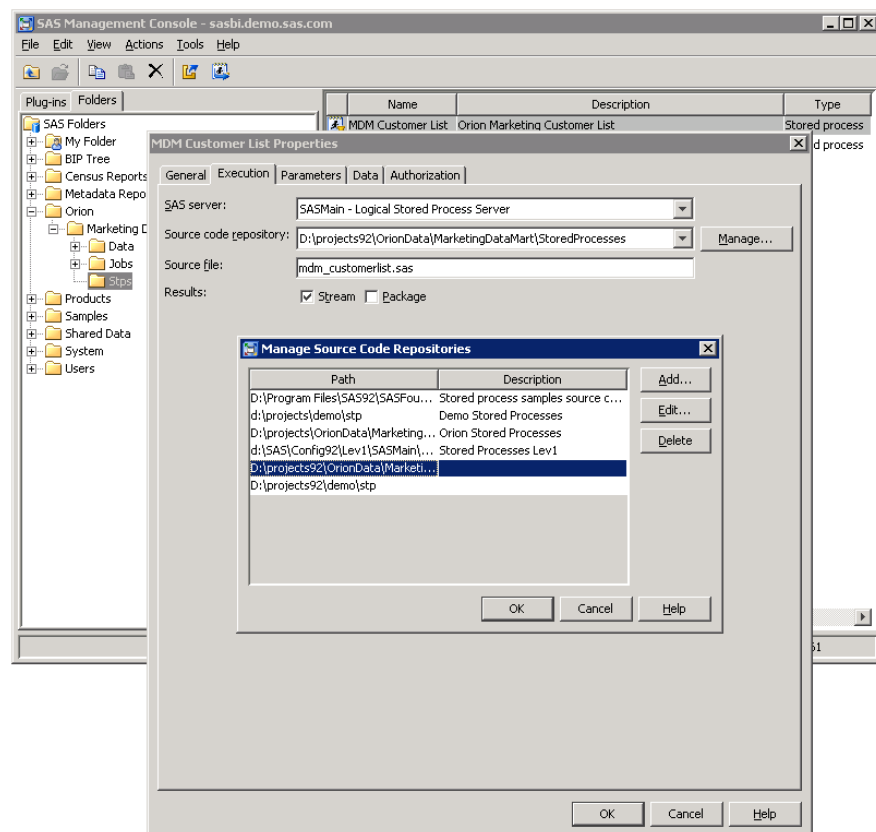 SAS Management Console - sasbi.demo.sas.com
File Edit View Actions Tools Help
Plug-ins Folders
Name Description Type
SAS Folders
MDM Customer List Orion Marketing Customer List Stored process
My Folder
d process
BIP Tree
Census Reports
Metadata Repo
Orion
Marketing D
Data
Jobs
Stps
Products
Samples
Shared Data
System
Users
MDM Customer List Properties
General Execution Parameters Data Authorization
SAS server: SASMain - Logical Stored Process Server
Source code repository: D:\projects92\OrionData\MarketingDataMart\StoredProcesses Manage...
Source file: mdm_customerlist.sas
Results: Stream Package
Manage Source Code Repositories
Path Description
D:\Program Files\SAS92\SASFou... Stored process samples source c...
d:\projects\demo\stp Demo Stored Processes
D:\projects\OrionData\Marketing... Orion Stored Processes
d:\SAS\Config92\Lev1\SASMain\... Stored Processes Lev1
D:\projects92\OrionData\Marketi...
D:\projects92\demo\stp
Add...
Edit...
Delete
OK Cancel Help
OK Cancel Help